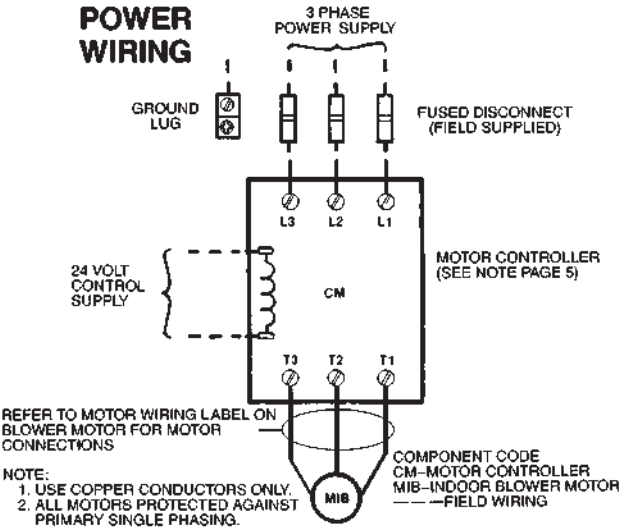 POWER
WIRING
3 PHASE
POWER SUPPLY
GROUND
LUG
FUSED DISCONNECT
(FIELD SUPPLIED)
L3 L2 L1
24 VOLT
CONTROL
SUPPLY
CM
MOTOR CONTROLLER
(SEE NOTE PAGE 5)
T3 T2 T1
REFER TO MOTOR WIRING LABEL ON
BLOWER MOTOR FOR MOTOR
CONNECTIONS
NOTE:
1. USE COPPER CONDUCTORS ONLY.
2. ALL MOTORS PROTECTED AGAINST
PRIMARY SINGLE PHASING.
MIB
COMPONENT CODE
CM–MOTOR CONTROLLER
MIB–INDOOR BLOWER MOTOR
– – – –FIELD WIRING